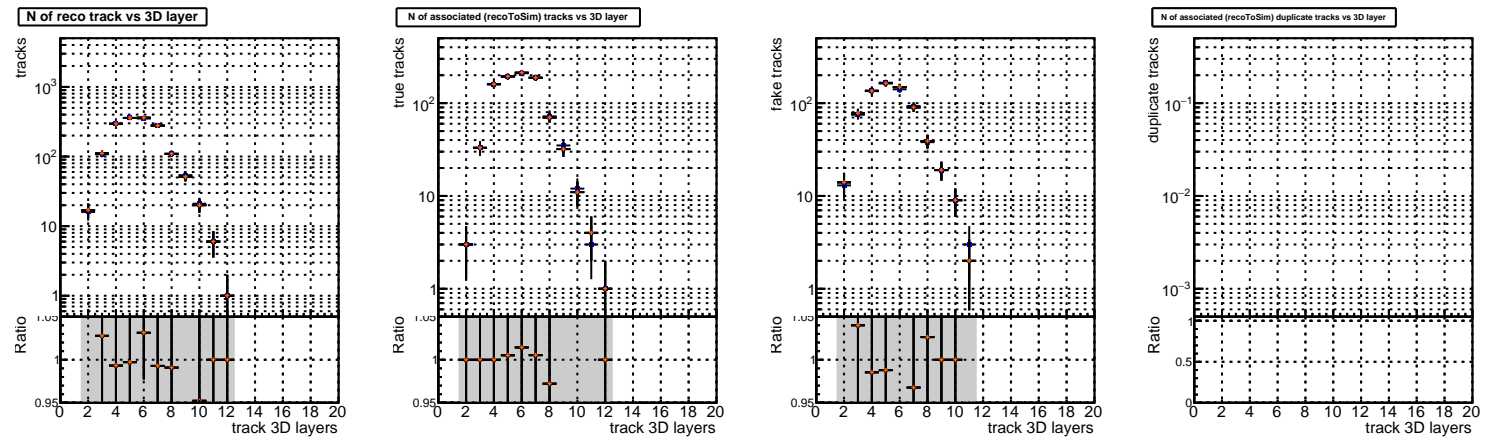 N of reco track vs 3D layer
tracks
10³
10²
10
1
Ratio
1.05
1
0.95
0 2 4 6 8 10 12 14 16 18 20
track 3D layers
N of associated (recoToSim) tracks vs 3D layer
true tracks
10²
10
1
Ratio
1.05
1
0.95
0 2 4 6 8 10 12 14 16 18 20
track 3D layers
fake tracks
10²
10
1
Ratio
1.05
1
0.95
0 2 4 6 8 10 12 14 16 18 20
track 3D layers
N of associated (recoToSim) duplicate tracks vs 3D layer
duplicate tracks
10⁻¹
10⁻²
10⁻³
Ratio
1
0.5
0
0 2 4 6 8 10 12 14 16 18 20
track 3D layers